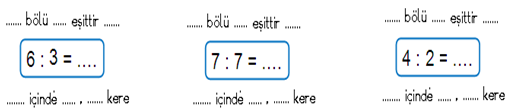 ...... bölü ...... eşittir ......
6 : 3 = ....
....... içinde ...... , ...... kere
...... bölü ...... eşittir ......
7 : 7 = ....
....... içinde ...... , ...... kere
...... bölü ...... eşittir ......
4 : 2 = ....
....... içinde ...... , ...... kere